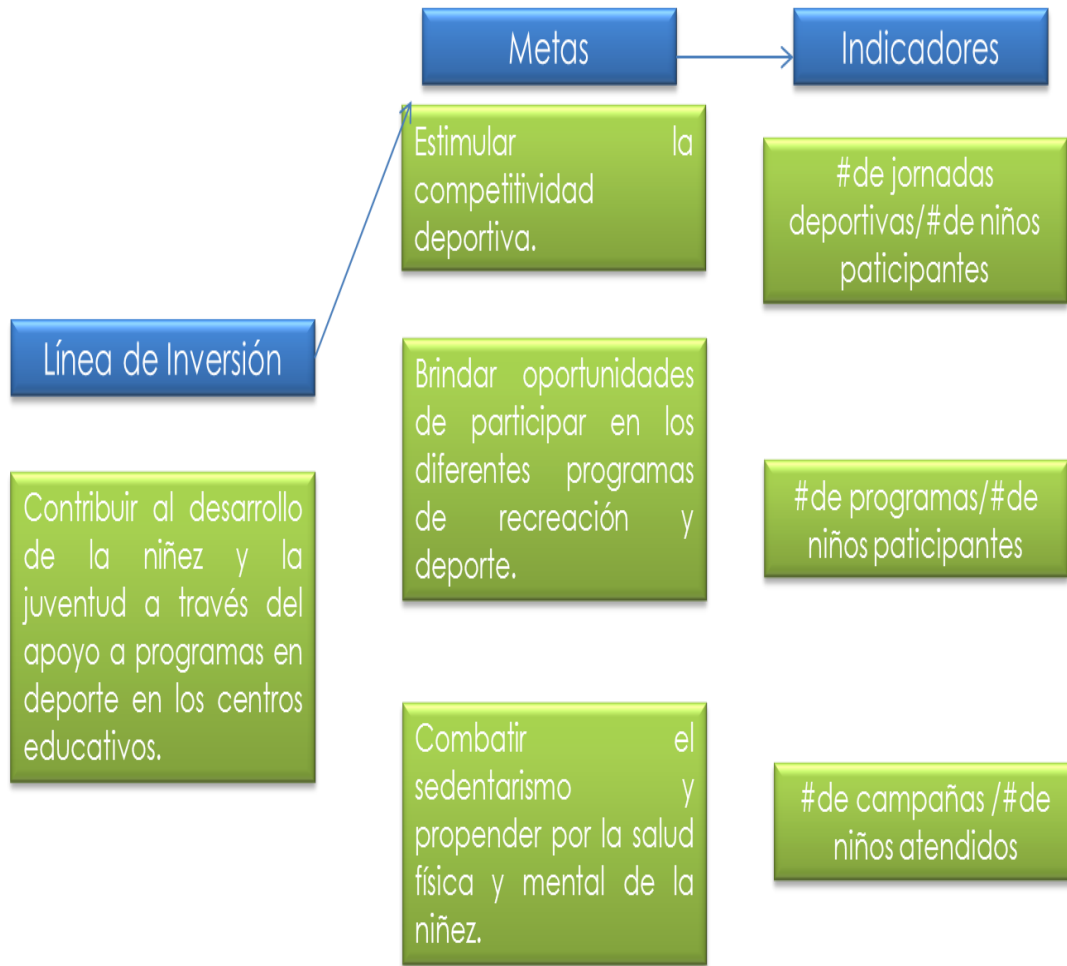 Metas
Indicadores
Estimular la
competitividad
deportiva.
#de jornadas
deportivas/#de niños
paticipantes
Línea de Inversión
Brindar oportunidades
de participar en los
diferentes programas
de recreación y
deporte.
#de programas/#de
niños paticipantes
Contribuir al desarrollo
de la niñez y la
juventud a través del
apoyo a programas en
deporte en los centros
educativos.
Combatir el
sedentarismo y
propender por la salud
física y mental de la
niñez.
#de campañas /#de
niños atendidos